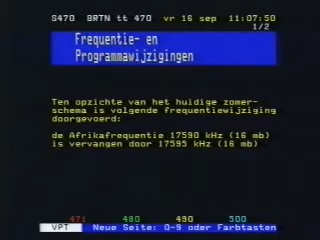 S470 BRTN tt 470 vr 16 sep 11:07:50
1/2
Frequentie- en
Programmawijzigingen
Ten opzichte van het huidige zomer-
schema is volgende frequentiewijziging
doorgevoerd:
de Afrikafrequentie 17590 kHz (16 mb)
is vervangen door 17595 kHz (16 mb)
471 480 490 500
VPT Neue Seite: 0-9 oder Farbtasten